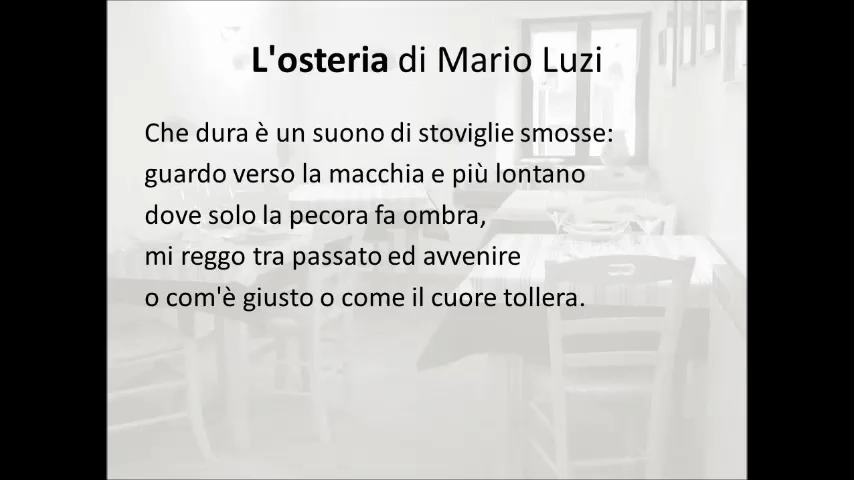 L'osteria di Mario Luzi
Che dura è un suono di stoviglie smosse:
guardo verso la macchia e più lontano
dove solo la pecora fa ombra,
mi reggo tra passato ed avvenire
o com'è giusto o come il cuore tollera.